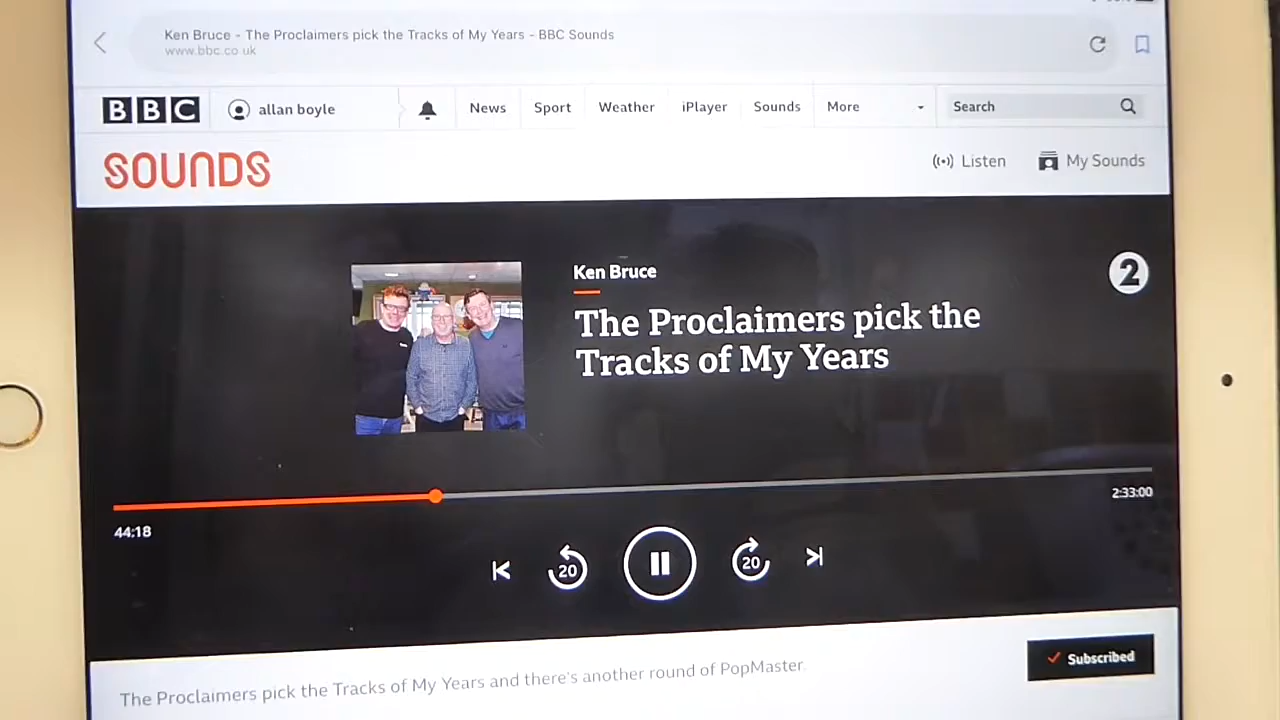 Ken Bruce - The Proclaimers pick the Tracks of My Years - BBC Sounds
www.bbc.co.uk
BBC allan boyle News Sport Weather iPlayer Sounds More Search
SOUNDS Listen My Sounds
Ken Bruce
2
The Proclaimers pick the
Tracks of My Years
44:18 2:33:00
20 20
Subscribed
The Proclaimers pick the Tracks of My Years and there's another round of PopMaster.